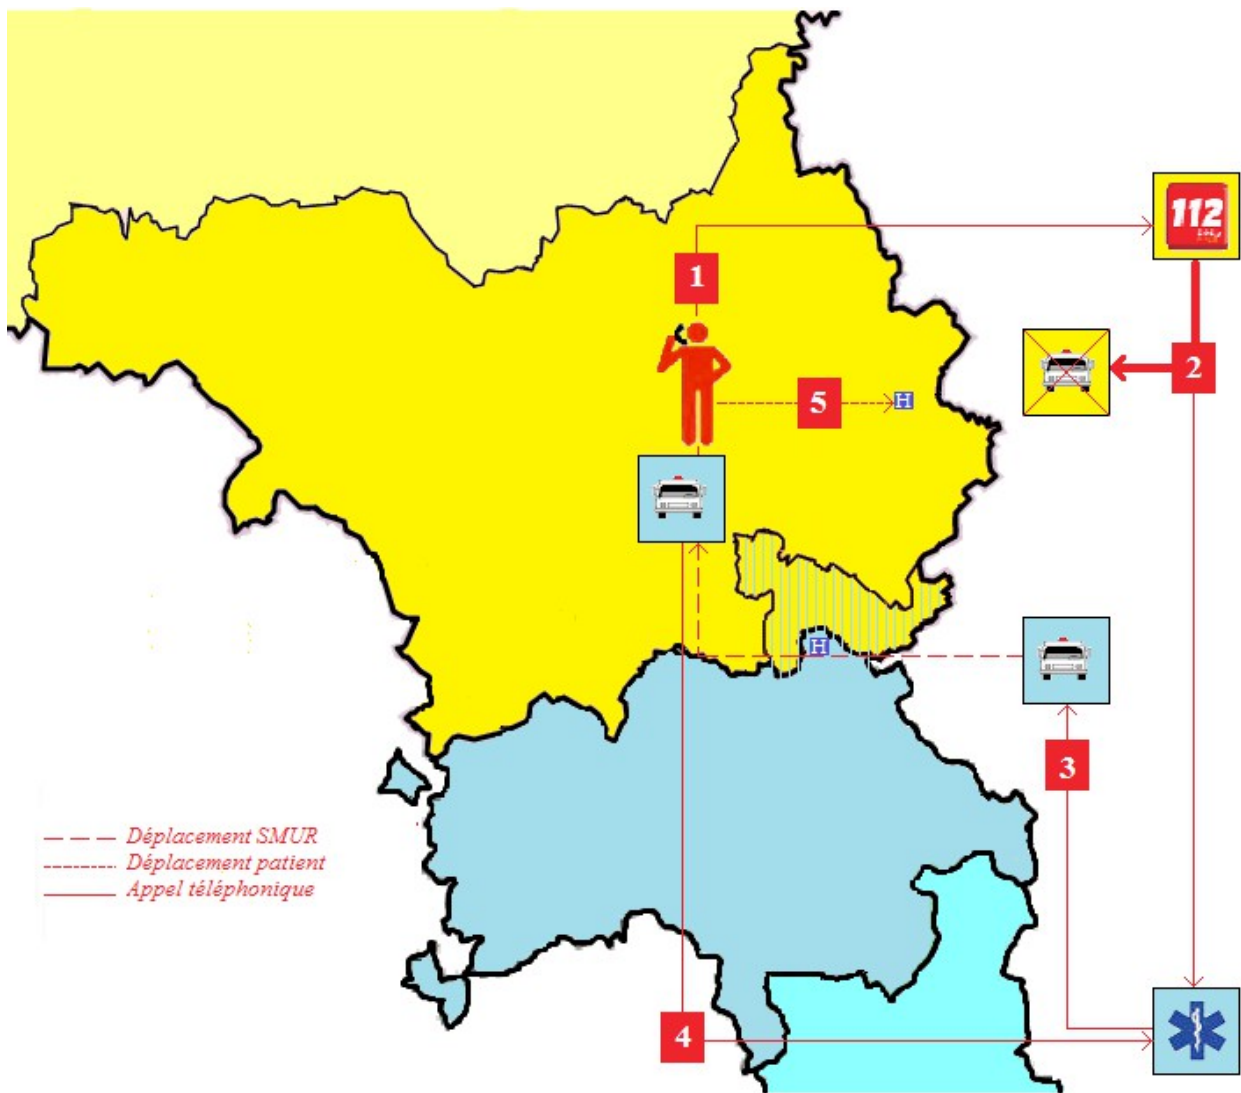 112
1
2
5
H
H
3
Déplacement SMUR
Déplacement patient
Appel téléphonique
4